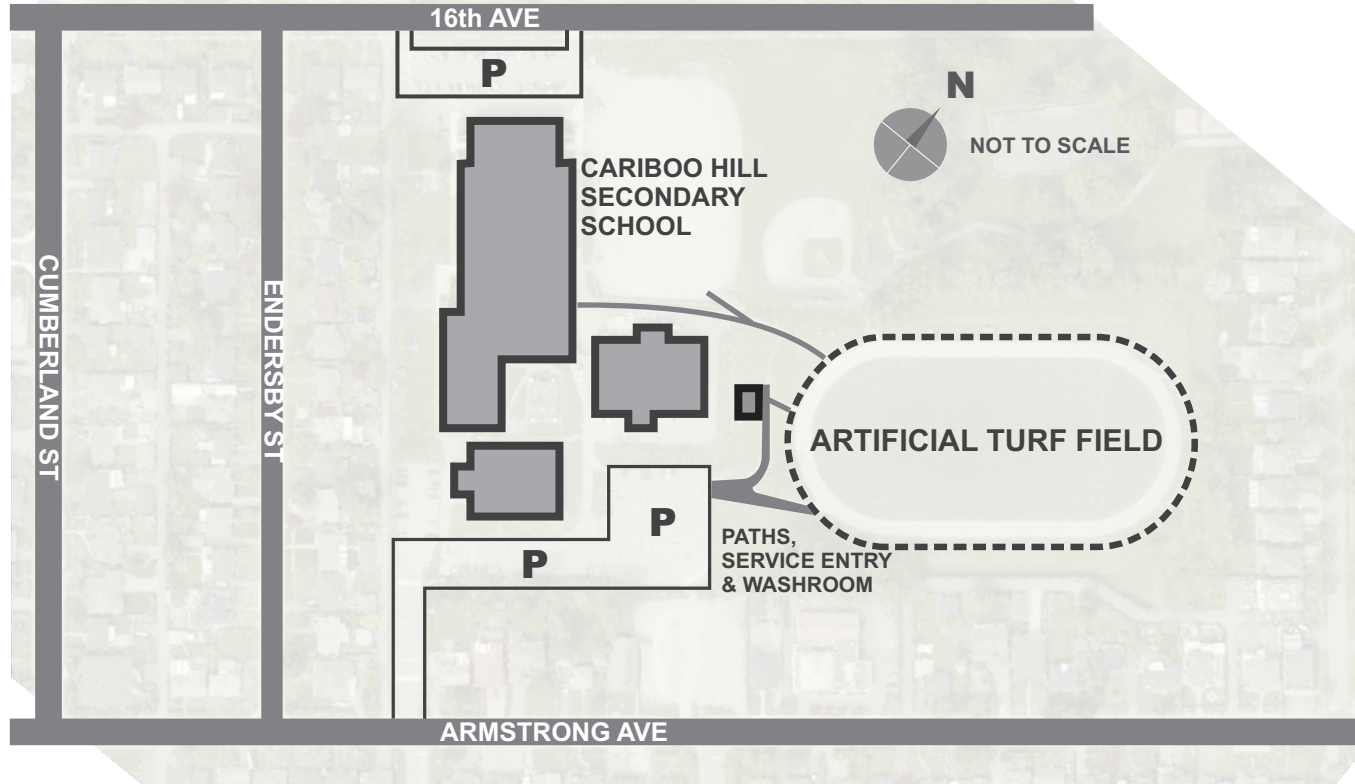 16th AVE
P
N
NOT TO SCALE
CARIBOO HILL
SECONDARY
SCHOOL
CUMBERLAND ST
ENDERSBY ST
ARTIFICIAL TURF FIELD
P
P
PATHS,
SERVICE ENTRY
& WASHROOM
ARMSTRONG AVE